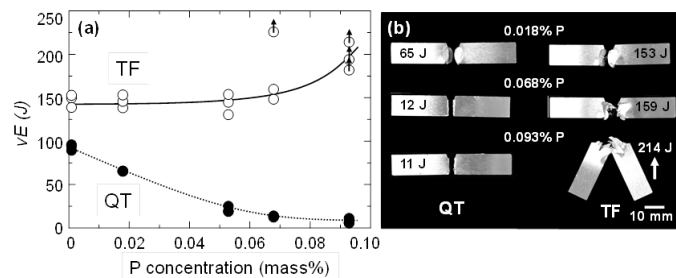 (a)
250
200
150
100
50
0
vE (J)
TF
QT
0
0.02
0.04
0.06
0.08
0.10
P concentration (mass%)
(b)
0.018% P
65 J
153 J
0.068% P
12 J
159 J
0.093% P
11 J
214 J
QT
TF
10 mm